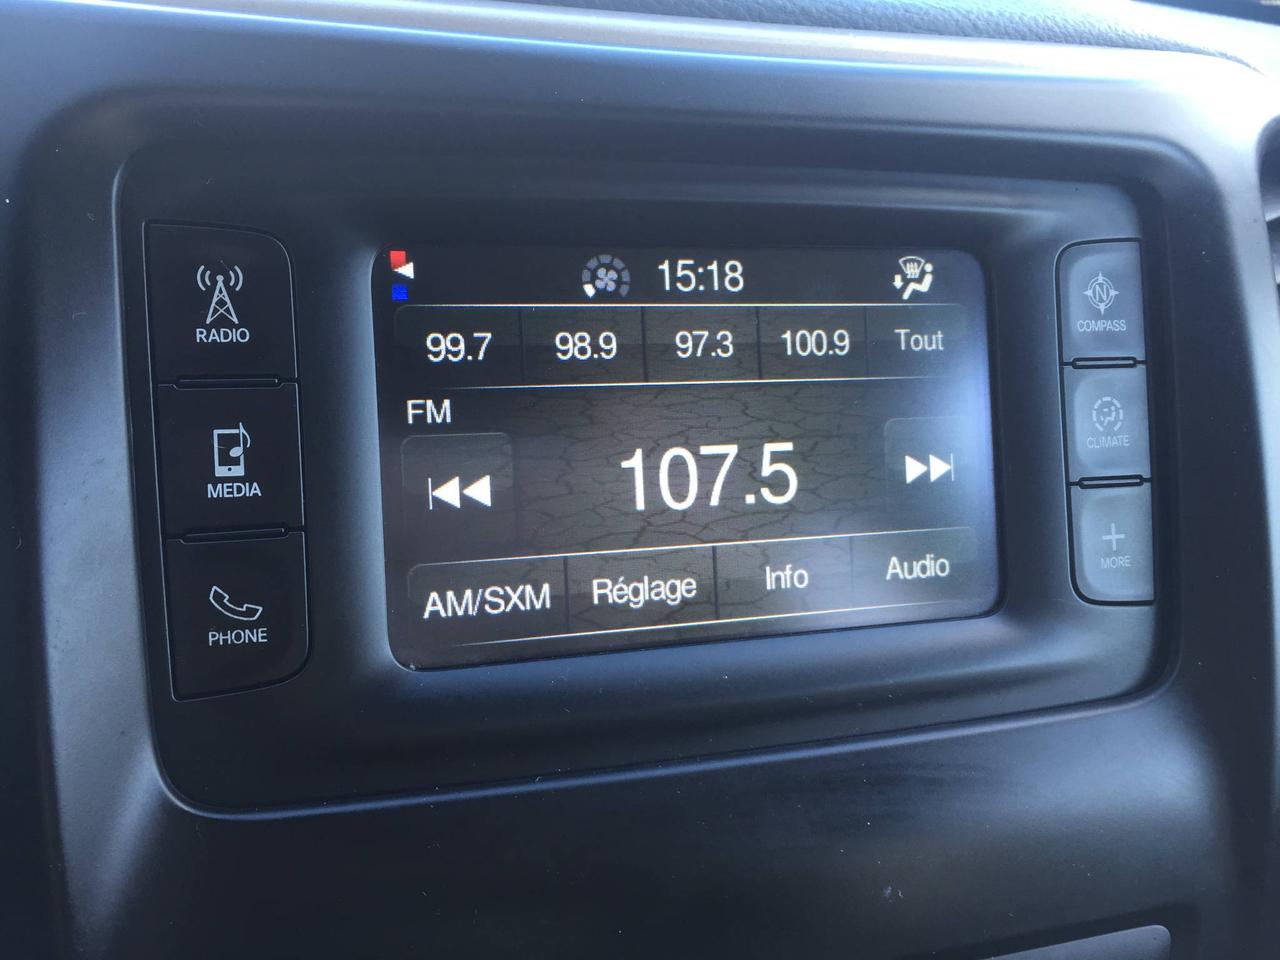 15:18
99.7 98.9 97.3 100.9 Tout
FM
107.5
AM/SXM Réglage Info Audio
RADIO
MEDIA
PHONE
N
COMPASS
CLIMATE
+
MORE